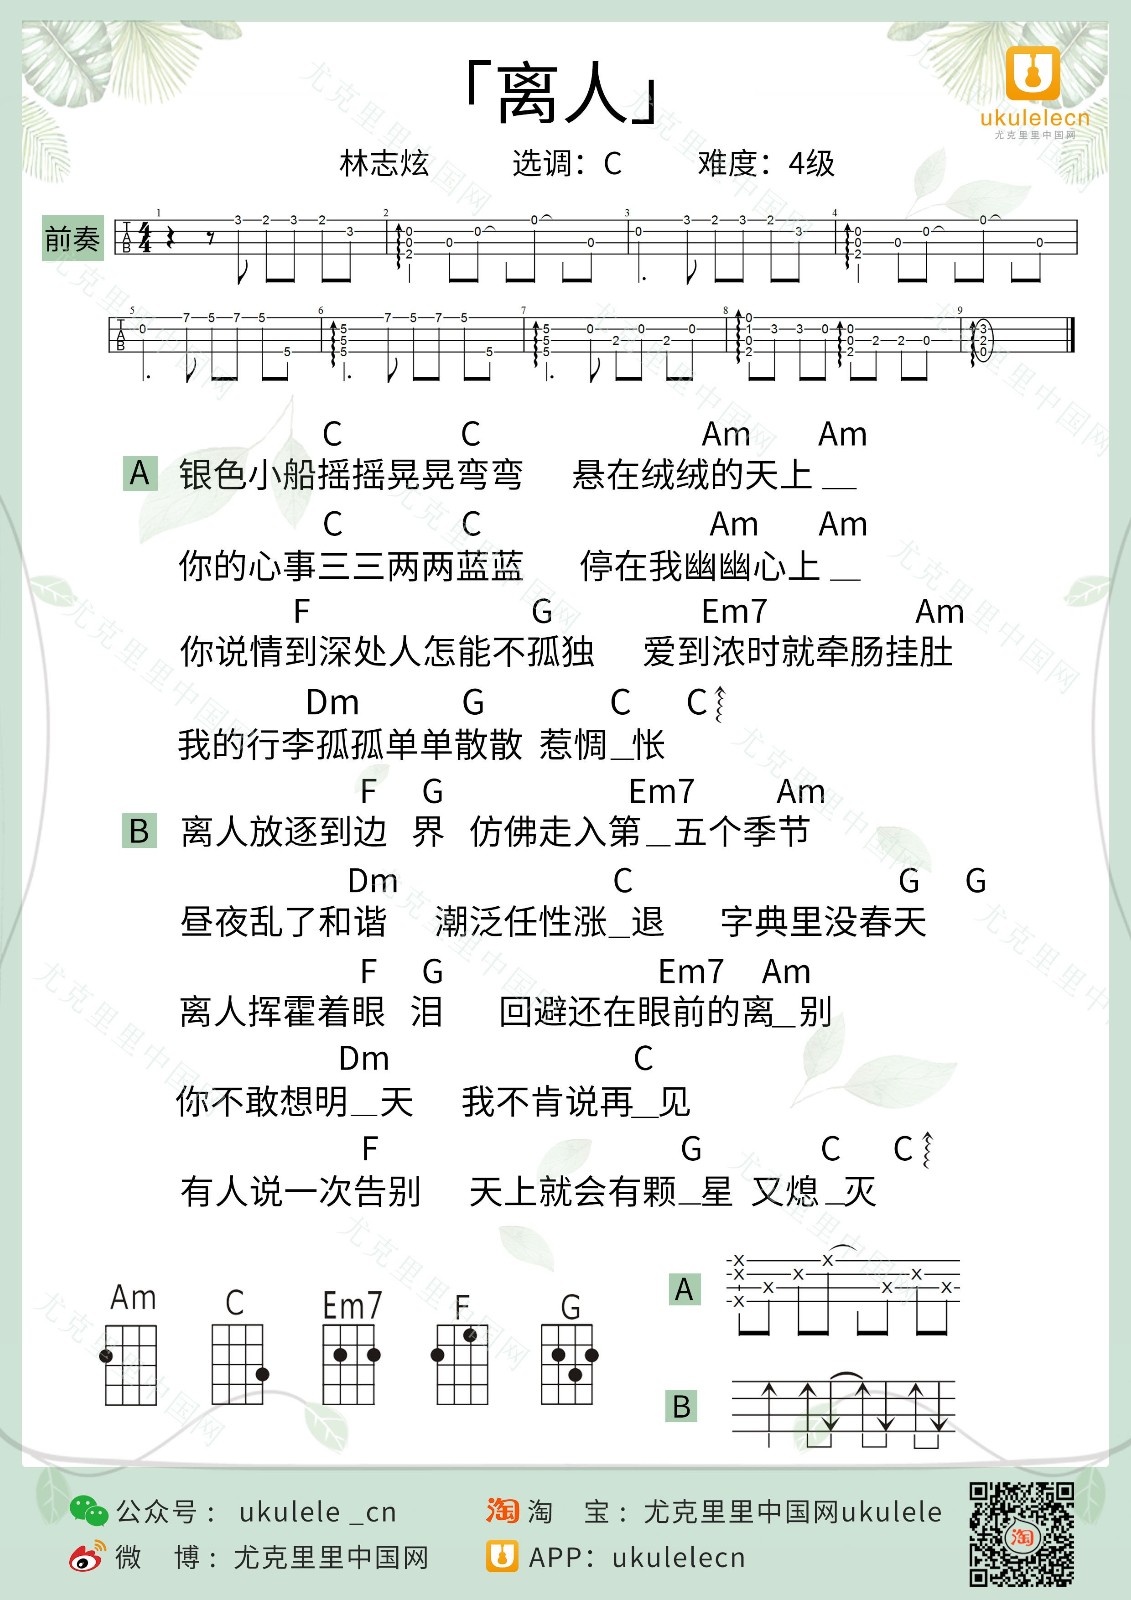 「离人」
ukulelecn
尤克里里中国网
林志炫 选调：C 难度：4级
前奏
C C Am Am
A 银色小船摇摇晃晃弯弯 悬在绒绒的天上 __
C C Am Am
你的心事三三两两蓝蓝 停在我幽幽心上 __
F G Em7 Am
你说情到深处人怎能不孤独 爱到浓时就牵肠挂肚
Dm G C C
我的行李孤孤单单散散 惹惆_怅
F G Em7 Am
B 离人放逐到边 界 仿佛走入第_五个季节
Dm C G G
昼夜乱了和谐 潮泛任性涨_退 字典里没春天
F G Em7 Am
离人挥霍着眼 泪 回避还在眼前的离_别
Dm C
你不敢想明_天 我不肯说再_见
F G C C
有人说一次告别 天上就会有颗_星 又熄_灭
Am C Em7 F G
A
B
公众号： ukulele _cn 淘 淘 宝：尤克里里中国网ukulele
微 博：尤克里里中国网 APP：ukulelecn
淘